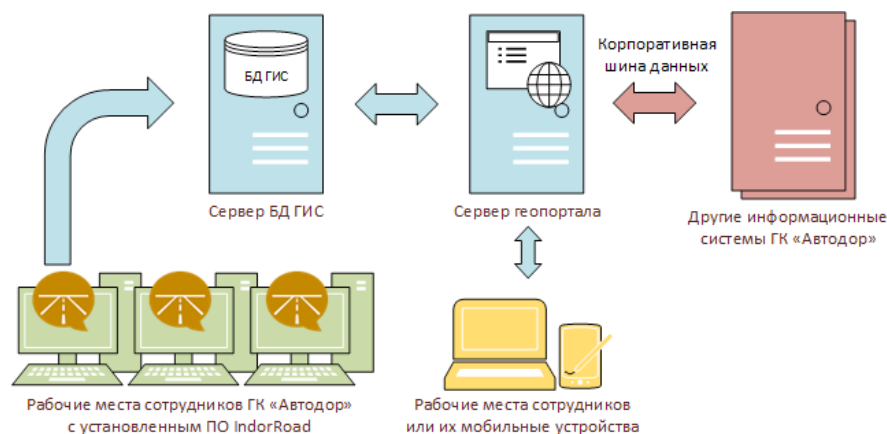 БД ГИС
Корпоративная
шина данных
Сервер БД ГИС
Сервер геопортала
Другие информационные
системы ГК «Автодор»
Рабочие места сотрудников ГК «Автодор»
с установленным ПО IndorRoad
Рабочие места сотрудников
или их мобильные устройства